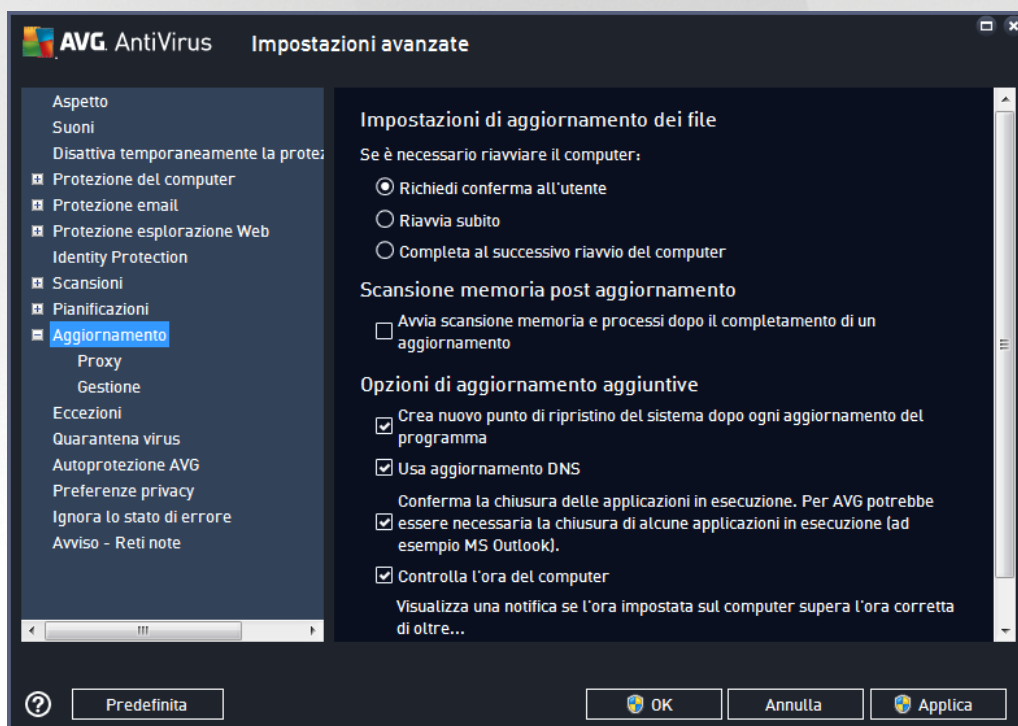 AVG AntiVirus Impostazioni avanzate
Aspetto
Suoni
Disattiva temporaneamente la
Protezione del computer
Protezione email
Protezione esplorazione Web
Identity Protection
Scansioni
Pianificazioni
Aggiornamento
Proxy
Gestione
Eccezioni
Quarantena virus
Autoprotezione AVG
Preferenze privacy
Ignora lo stato di errore
Avviso - Reti note
Impostazioni di aggiornamento dei file
Se è necessario riavviare il computer:
Richiedi conferma all'utente
Riavvia subito
Completa al successivo riavvio del computer
Scansione memoria post aggiornamento
Avvia scansione memoria e processi dopo il completamento di un
aggiornamento
Opzioni di aggiornamento aggiuntive
Crea nuovo punto di ripristino del sistema dopo ogni aggiornamento del
programma
Usa aggiornamento DNS
Conferma la chiusura delle applicazioni in esecuzione. Per AVG potrebbe
essere necessaria la chiusura di alcune applicazioni in esecuzione (ad
esempio MS Outlook).
Controlla l'ora del computer
Visualizza una notifica se l'ora impostata sul computer supera l'ora corretta
di oltre...
Predefinita
OK
Annulla
Applica